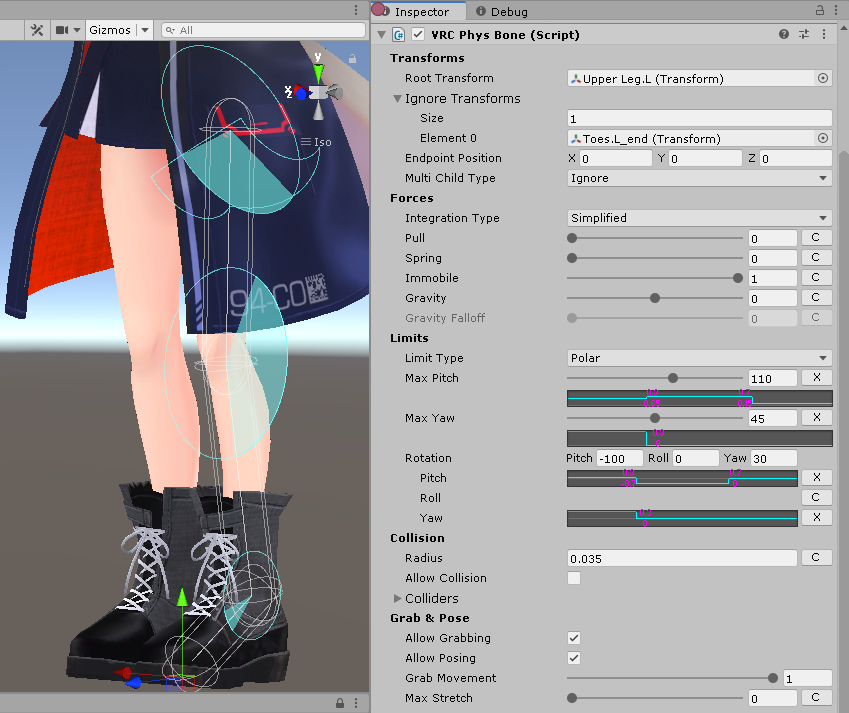 Inspector
Debug
Gizmos
All
y
x
z
Iso
94-CO
VRC Phys Bone (Script)
Transforms
Root Transform Upper Leg.L (Transform)
Ignore Transforms
Size 1
Element 0 Toes.L_end (Transform)
Endpoint Position X 0 Y 0 Z 0
Multi Child Type Ignore
Forces
Integration Type Simplified
Pull 0 C
Spring 0 C
Immobile 1 C
Gravity 0 C
Gravity Falloff 0 C
Limits
Limit Type Polar
Max Pitch 110 X
Max Yaw 45 X
Rotation Pitch -100 Roll 0 Yaw 30
Pitch X
Roll C
Yaw X
Collision
Radius 0.035 C
Allow Collision
Colliders
Grab & Pose
Allow Grabbing
Allow Posing
Grab Movement 1
Max Stretch 0 C